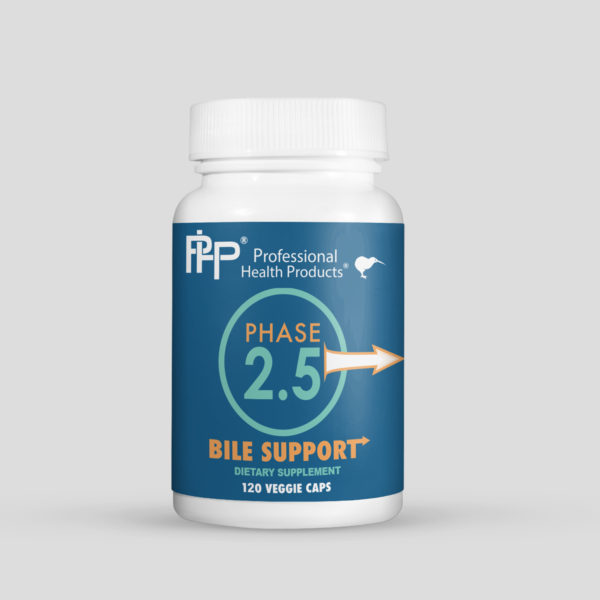 PHP®
Professional
Health Products®
PHASE
2.5
BILE SUPPORT
DIETARY SUPPLEMENT
120 VEGGIE CAPS